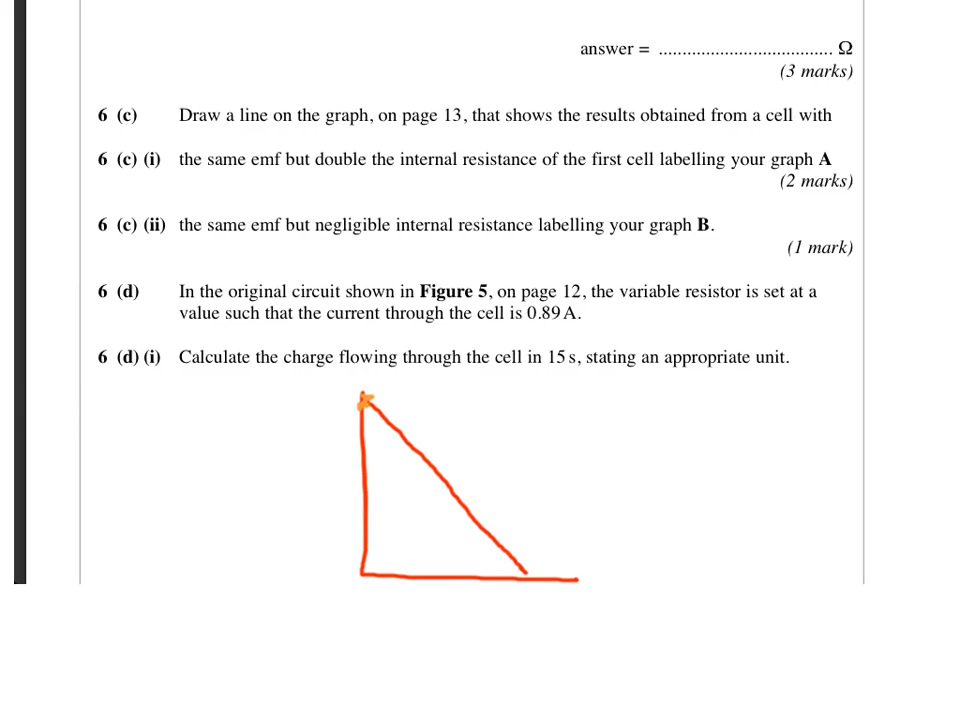 answer = ..................................... Ω
(3 marks)
6 (c) Draw a line on the graph, on page 13, that shows the results obtained from a cell with
6 (c) (i) the same emf but double the internal resistance of the first cell labelling your graph A
(2 marks)
6 (c) (ii) the same emf but negligible internal resistance labelling your graph B.
(1 mark)
6 (d) In the original circuit shown in Figure 5, on page 12, the variable resistor is set at a
value such that the current through the cell is 0.89 A.
6 (d) (i) Calculate the charge flowing through the cell in 15 s, stating an appropriate unit.